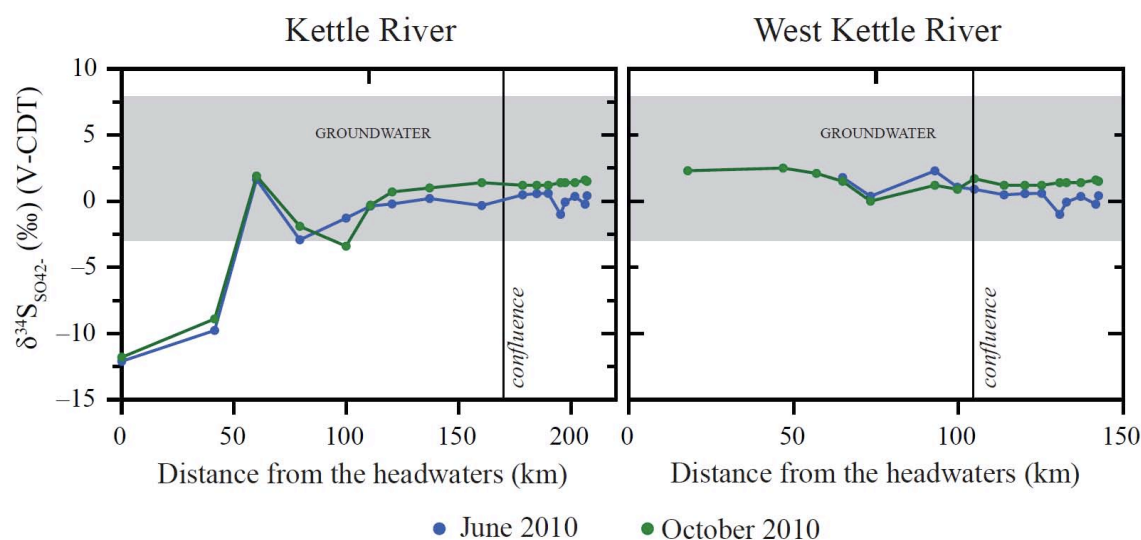 Kettle River
West Kettle River
δ³⁴S_SO42- (‰) (V-CDT)
10
5
0
−5
−10
−15
GROUNDWATER
confluence
0 50 100 150 200
Distance from the headwaters (km)
GROUNDWATER
confluence
0 50 100 150
Distance from the headwaters (km)
June 2010
October 2010